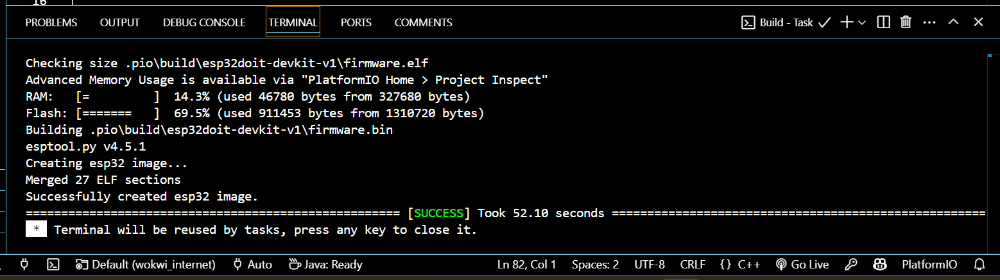 16
PROBLEMS OUTPUT DEBUG CONSOLE TERMINAL PORTS COMMENTS Build - Task
Checking size .pio\build\esp32doit-devkit-v1\firmware.elf
Advanced Memory Usage is available via "PlatformIO Home > Project Inspect"
RAM:   [=         ]  14.3% (used 46780 bytes from 327680 bytes)
Flash: [=======   ]  69.5% (used 911453 bytes from 1310720 bytes)
Building .pio\build\esp32doit-devkit-v1\firmware.bin
esptool.py v4.5.1
Creating esp32 image...
Merged 27 ELF sections
Successfully created esp32 image.
===================================================== [SUCCESS] Took 52.10 seconds =====================================================
* Terminal will be reused by tasks, press any key to close it.
Default (wokwi_internet) Auto Java: Ready Ln 82, Col 1 Spaces: 2 UTF-8 CRLF {} C++ Go Live PlatformIO